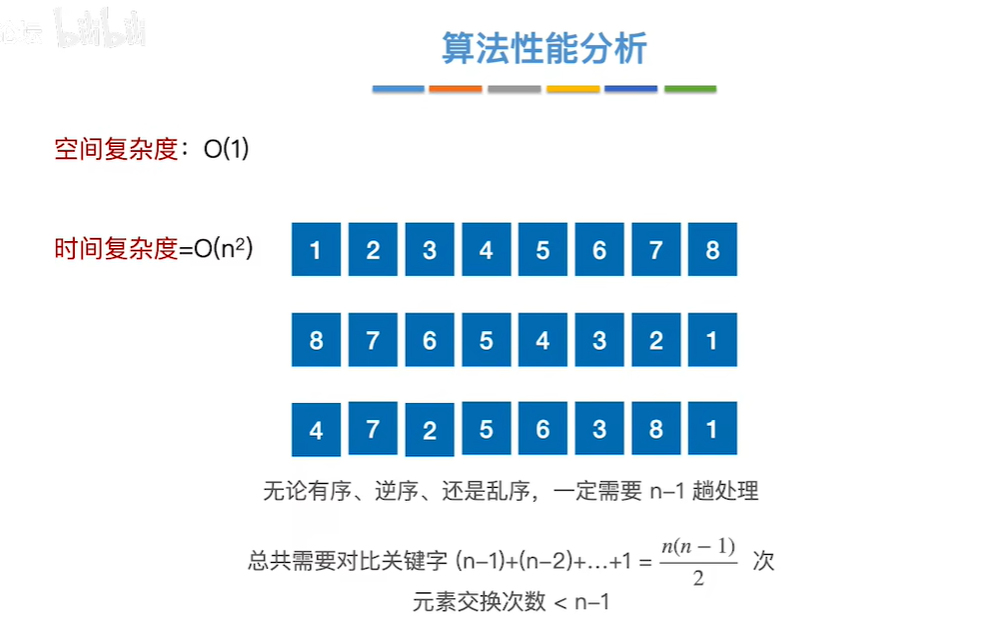 bilibili
算法性能分析
空间复杂度：O(1)
时间复杂度=O(n²)
1 2 3 4 5 6 7 8
8 7 6 5 4 3 2 1
4 7 2 5 6 3 8 1
无论有序、逆序、还是乱序，一定需要 n–1 趟处理
总共需要对比关键字 (n–1)+(n–2)+…+1 = n(n − 1)/2 次
元素交换次数 < n–1